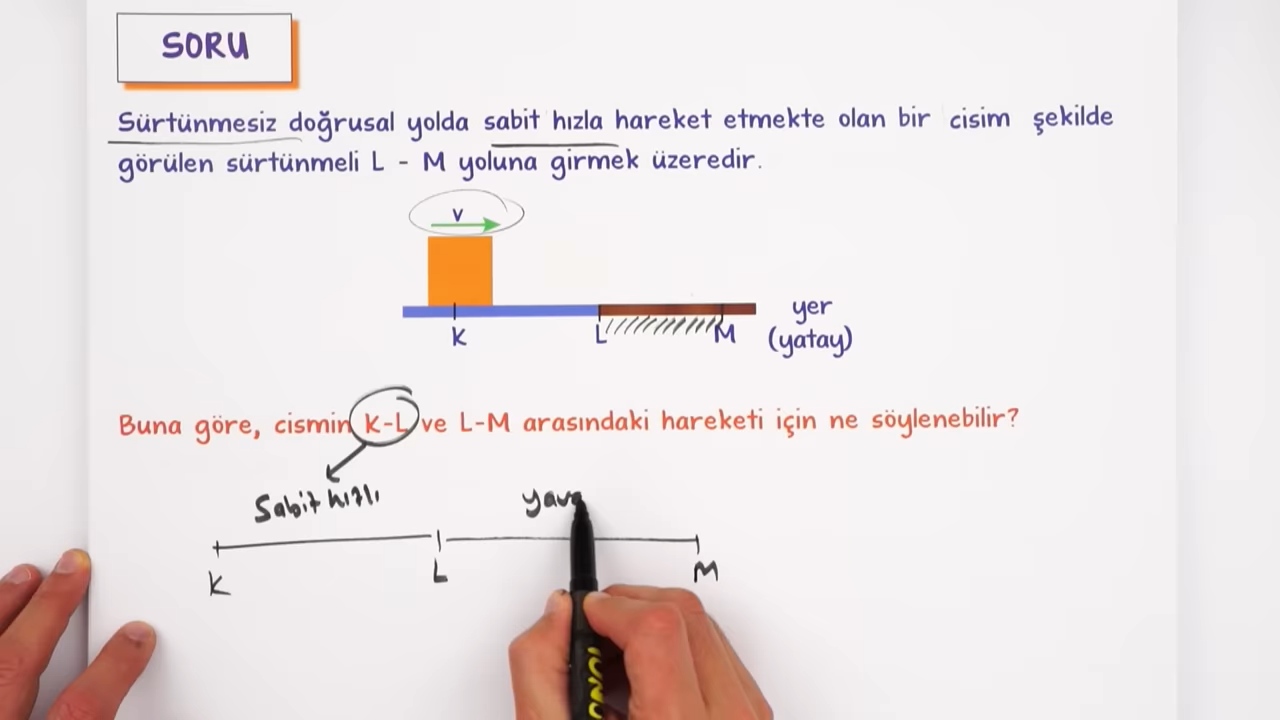 SORU
Sürtünmesiz doğrusal yolda sabit hızla hareket etmekte olan bir cisim şekilde
görülen sürtünmeli L - M yoluna girmek üzeredir.
v
K L M
yer
(yatay)
Buna göre, cismin K-L ve L-M arasındaki hareketi için ne söylenebilir?
Sabit hızlı
K L M